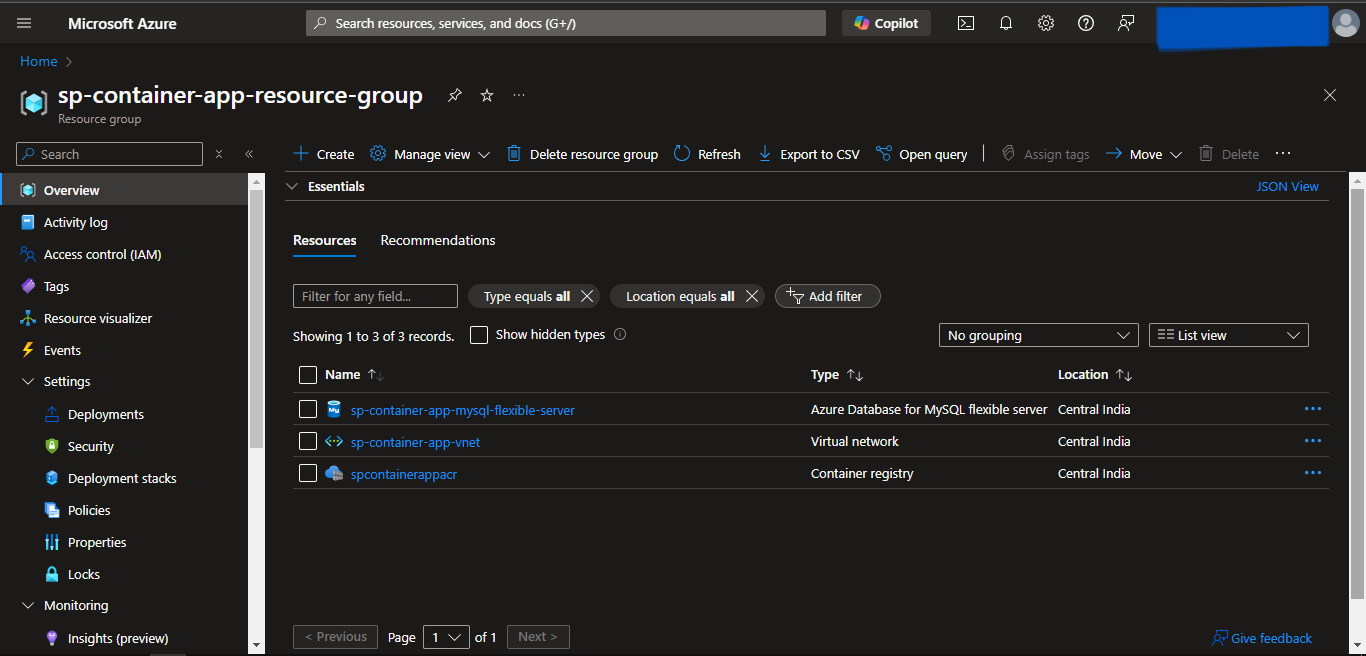 Microsoft Azure
Search resources, services, and docs (G+/)
Copilot
Home
sp-container-app-resource-group
Resource group
Search
Create
Manage view
Delete resource group
Refresh
Export to CSV
Open query
Assign tags
Move
Delete
Overview
Activity log
Access control (IAM)
Tags
Resource visualizer
Events
Settings
Deployments
Security
Deployment stacks
Policies
Properties
Locks
Monitoring
Insights (preview)
Essentials
JSON View
Resources Recommendations
Filter for any field...
Type equals all
Location equals all
Add filter
Showing 1 to 3 of 3 records.
Show hidden types
No grouping
List view
Name Type Location
sp-container-app-mysql-flexible-server Azure Database for MySQL flexible server Central India
sp-container-app-vnet Virtual network Central India
spcontainerappacr Container registry Central India
< Previous Page 1 of 1 Next >
Give feedback